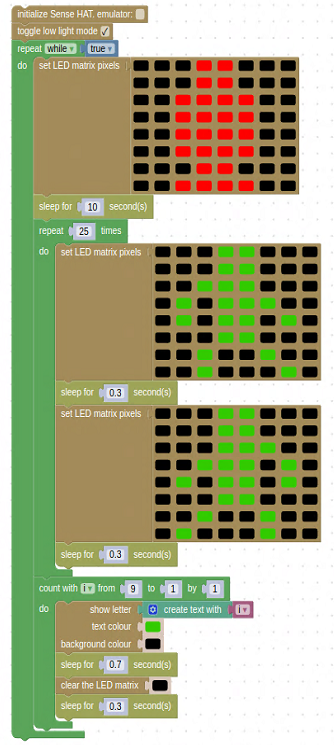 initialize Sense HAT. emulator:
toggle low light mode
repeat while true
do set LED matrix pixels
sleep for 10 second(s)
repeat 25 times
do set LED matrix pixels
sleep for 0.3 second(s)
set LED matrix pixels
sleep for 0.3 second(s)
count with i from 9 to 1 by 1
do show letter create text with i
text colour
background colour
sleep for 0.7 second(s)
clear the LED matrix
sleep for 0.3 second(s)